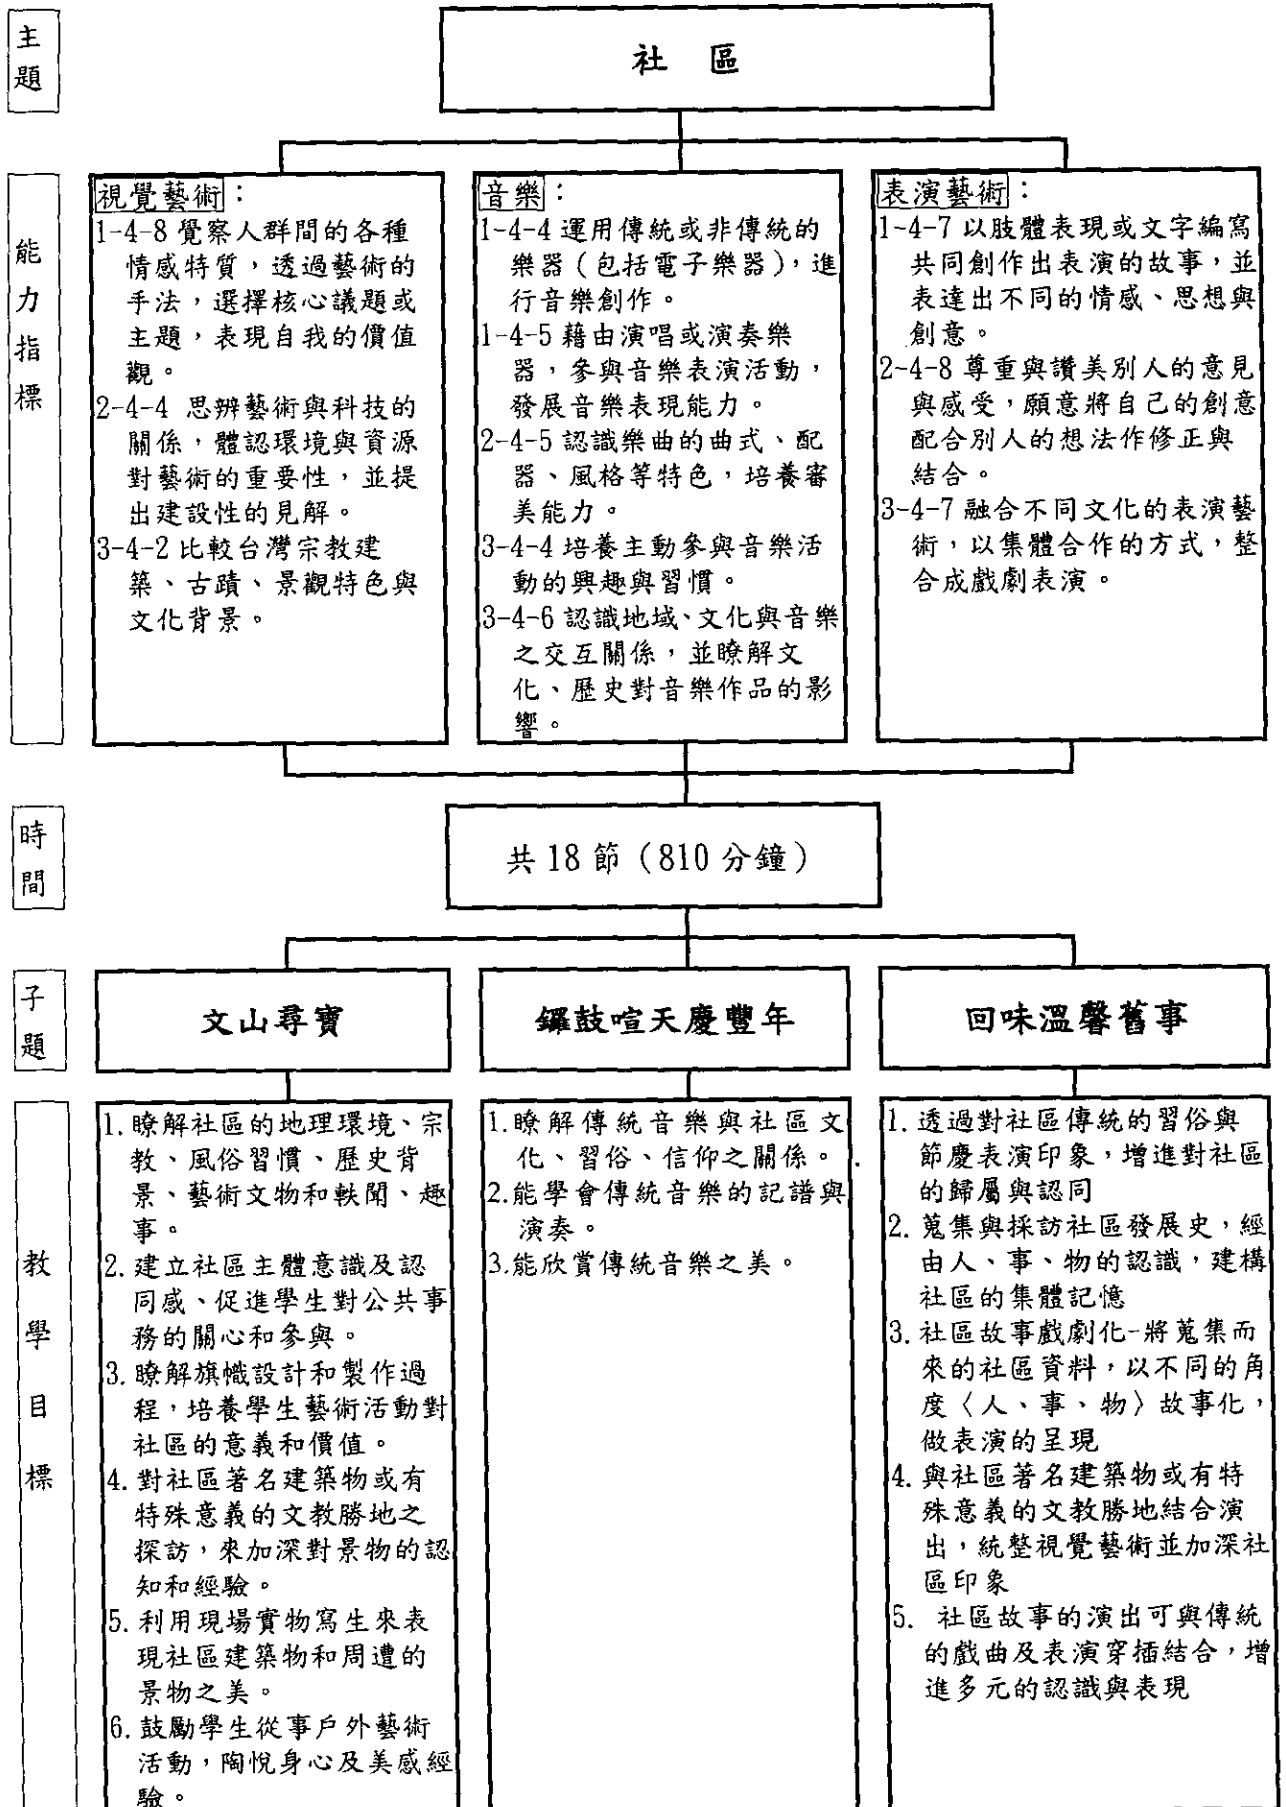 主題
社 區
能力指標
視覺藝術：
1-4-8 覺察人群間的各種
情感特質，透過藝術的
手法，選擇核心議題或
主題，表現自我的價值
觀。
2-4-4 思辨藝術與科技的
關係，體認環境與資源
對藝術的重要性，並提
出建設性的見解。
3-4-2 比較台灣宗教建
築、古蹟、景觀特色與
文化背景。
音樂：
1-4-4 運用傳統或非傳統的
樂器（包括電子樂器），進
行音樂創作。
1-4-5 藉由演唱或演奏樂
器，參與音樂表演活動，
發展音樂表現能力。
2-4-5 認識樂曲的曲式、配
器、風格等特色，培養審
美能力。
3-4-4 培養主動參與音樂活
動的興趣與習慣。
3-4-6 認識地域、文化與音樂
之交互關係，並瞭解文
化、歷史對音樂作品的影
響。
表演藝術：
1-4-7 以肢體表現或文字編寫
共同創作出表演的故事，並
表達出不同的情感、思想與
創意。
2-4-8 尊重與讚美別人的意見
與感受，願意將自己的創意
配合別人的想法作修正與
結合。
3-4-7 融合不同文化的表演藝
術，以集體合作的方式，整
合成戲劇表演。
時間
共 18 節（810 分鐘）
子題
文山尋寶
鑼鼓喧天慶豐年
回味溫馨舊事
教學目標
1. 瞭解社區的地理環境、宗
教、風俗習慣、歷史背
景、藝術文物和軼聞、趣
事。
2. 建立社區主體意識及認
同感、促進學生對公共事
務的關心和參與。
3. 瞭解旗幟設計和製作過
程，培養學生藝術活動對
社區的意義和價值。
4. 對社區著名建築物或有
特殊意義的文教勝地之
探訪，來加深對景物的認
知和經驗。
5. 利用現場實物寫生來表
現社區建築物和周遭的
景物之美。
6. 鼓勵學生從事戶外藝術
活動，陶悅身心及美感經
驗。
1. 瞭解傳統音樂與社區文
化、習俗、信仰之關係。
2. 能學會傳統音樂的記譜與
演奏。
3. 能欣賞傳統音樂之美。
1. 透過對社區傳統的習俗與
節慶表演印象，增進對社區
的歸屬與認同
2. 蒐集與採訪社區發展史，經
由人、事、物的認識，建構
社區的集體記憶
3. 社區故事戲劇化-將蒐集而
來的社區資料，以不同的角
度〈人、事、物〉故事化，
做表演的呈現
4. 與社區著名建築物或有特
殊意義的文教勝地結合演
出，統整視覺藝術並加深社
區印象
5. 社區故事的演出可與傳統
的戲曲及表演穿插結合，增
進多元的認識與表現